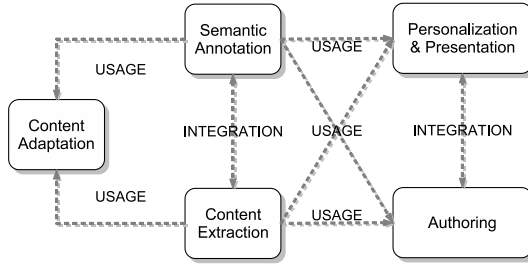 Semantic
Annotation
USAGE
Personalization
& Presentation
USAGE
Content
Adaptation
INTEGRATION
USAGE
INTEGRATION
USAGE
Content
Extraction
USAGE
Authoring